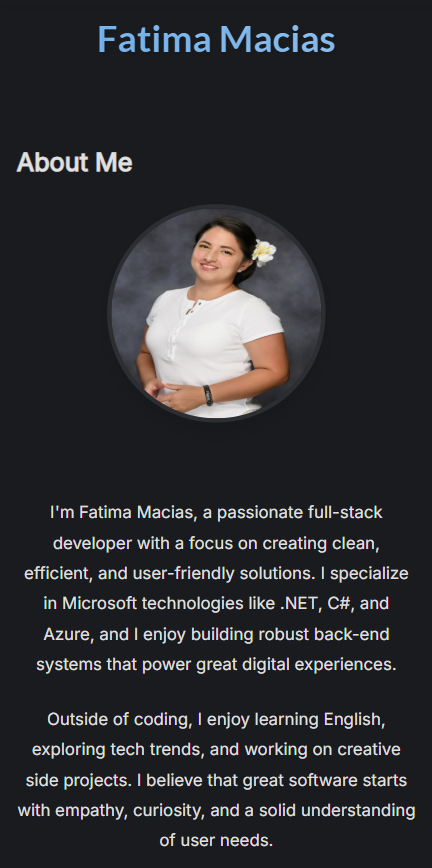 Fatima Macias
About Me
I'm Fatima Macias, a passionate full-stack
developer with a focus on creating clean,
efficient, and user-friendly solutions. I specialize
in Microsoft technologies like .NET, C#, and
Azure, and I enjoy building robust back-end
systems that power great digital experiences.
Outside of coding, I enjoy learning English,
exploring tech trends, and working on creative
side projects. I believe that great software starts
with empathy, curiosity, and a solid understanding
of user needs.